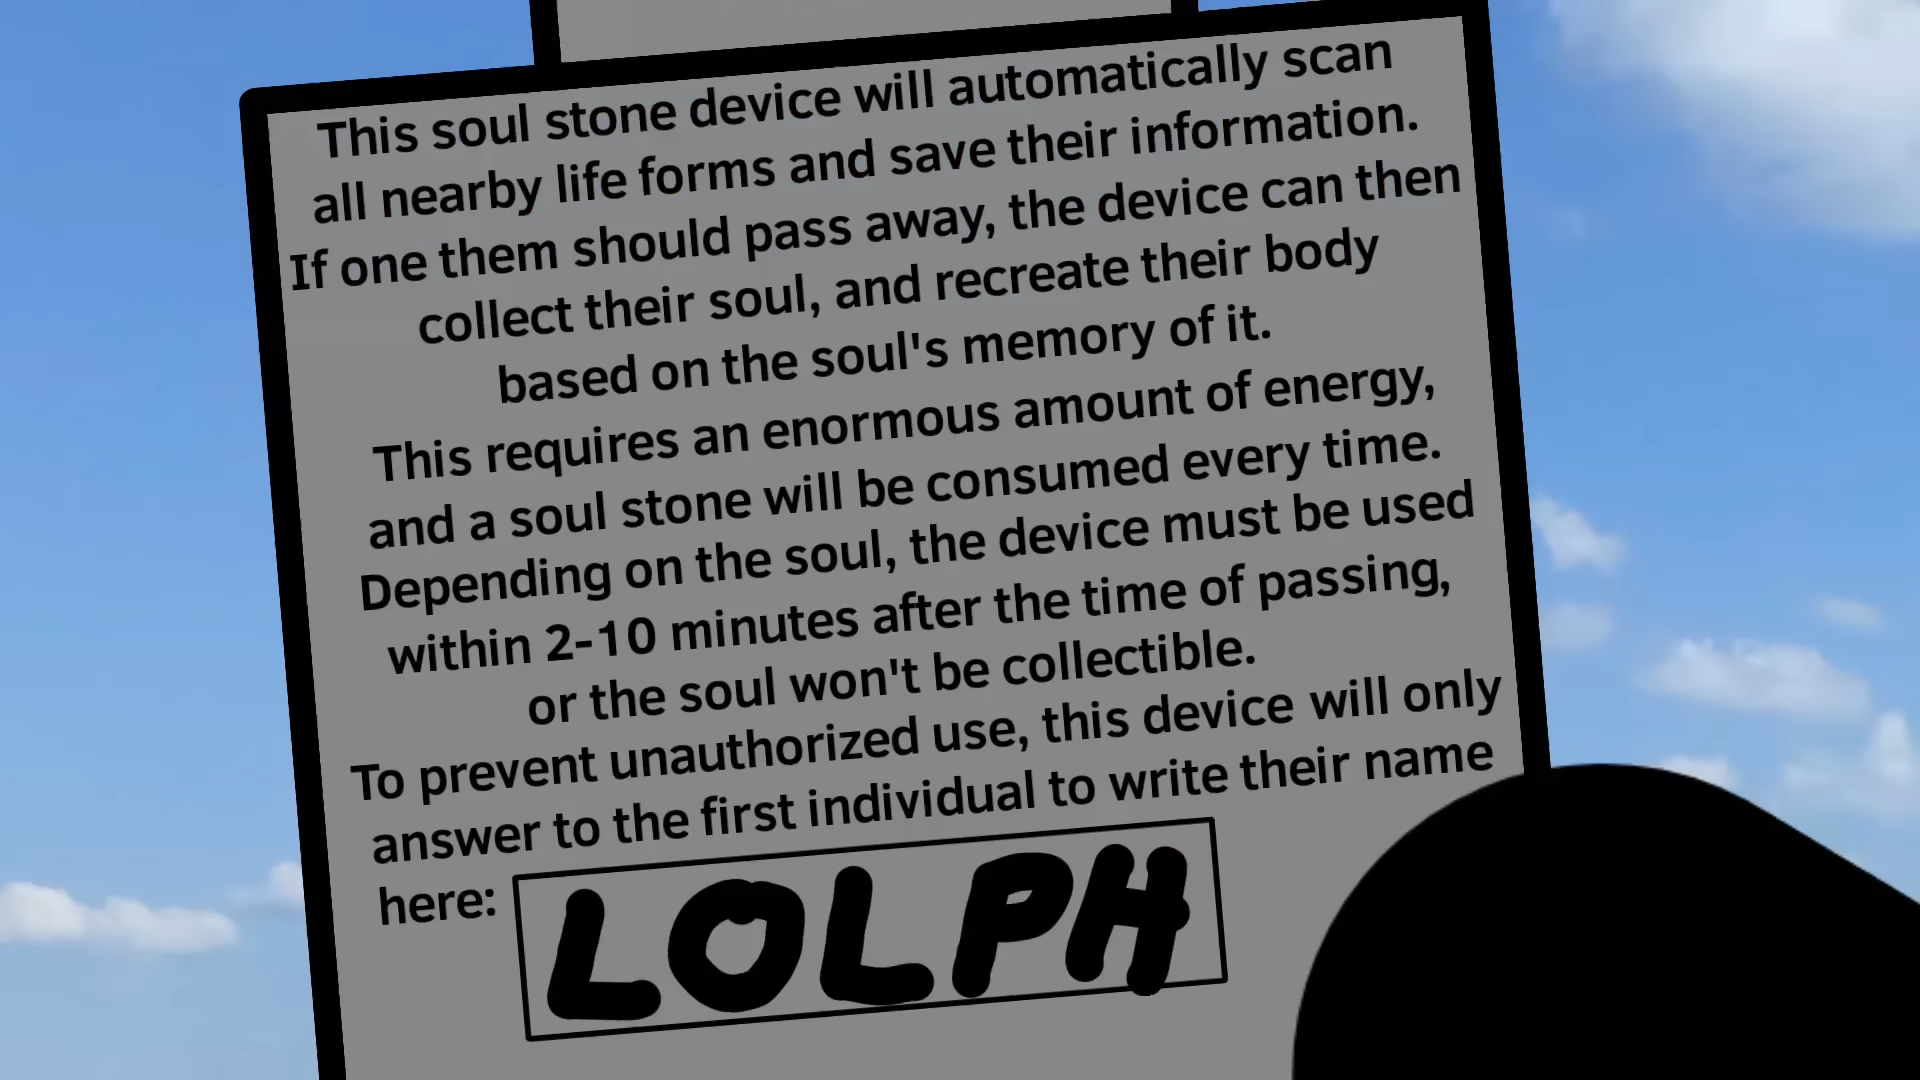 This soul stone device will automatically scan
all nearby life forms and save their information.
If one them should pass away, the device can then
collect their soul, and recreate their body
based on the soul's memory of it.
This requires an enormous amount of energy,
and a soul stone will be consumed every time.
Depending on the soul, the device must be used
within 2-10 minutes after the time of passing,
or the soul won't be collectible.
To prevent unauthorized use, this device will only
answer to the first individual to write their name
here: LOLPH